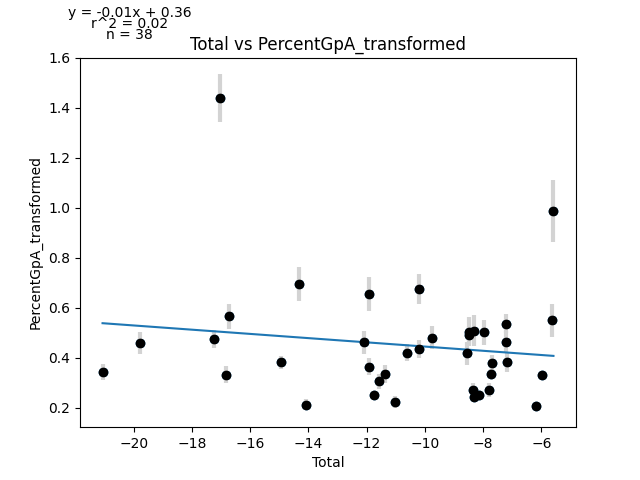 y = -0.01x + 0.36
r^2 = 0.02
n = 38
Total vs PercentGpA_transformed
PercentGpA_transformed
1.6
1.4
1.2
1.0
0.8
0.6
0.4
0.2
−20 −18 −16 −14 −12 −10 −8 −6
Total